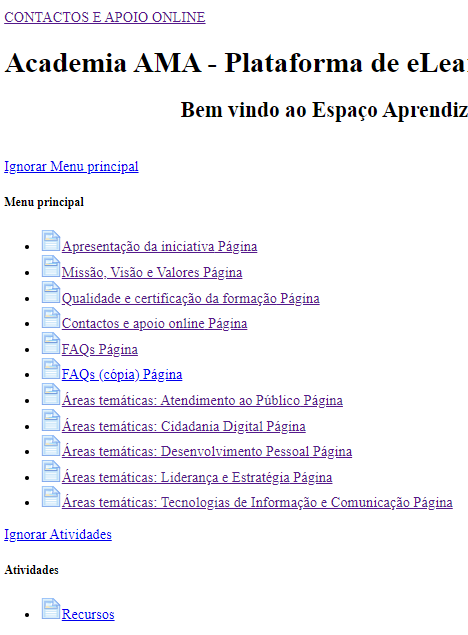 CONTACTOS E APOIO ONLINE
Academia AMA - Plataforma de eLea
Bem vindo ao Espaço Aprendiz
Ignorar Menu principal
Menu principal
Apresentação da iniciativa Página
Missão, Visão e Valores Página
Qualidade e certificação da formação Página
Contactos e apoio online Página
FAQs Página
FAQs (cópia) Página
Áreas temáticas: Atendimento ao Público Página
Áreas temáticas: Cidadania Digital Página
Áreas temáticas: Desenvolvimento Pessoal Página
Áreas temáticas: Liderança e Estratégia Página
Áreas temáticas: Tecnologias de Informação e Comunicação Página
Ignorar Atividades
Atividades
Recursos